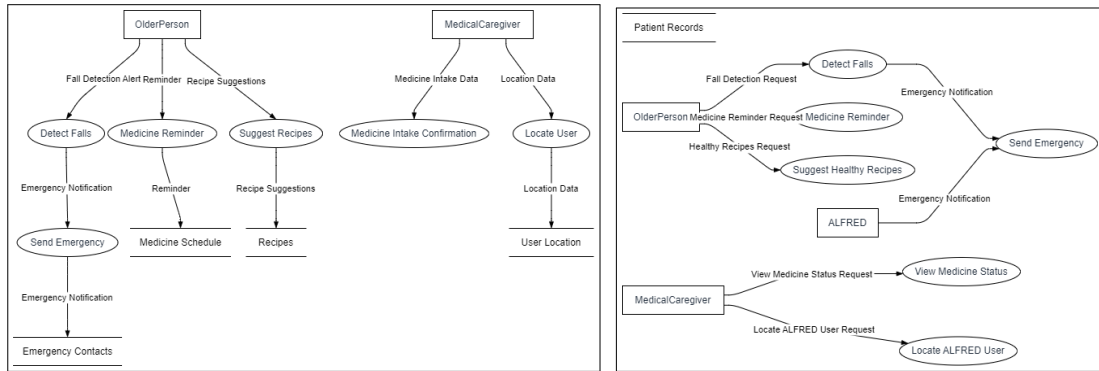 OlderPerson
MedicalCaregiver
Fall Detection Alert
Reminder
Recipe Suggestions
Medicine Intake Data
Location Data
Detect Falls
Medicine Reminder
Suggest Recipes
Medicine Intake Confirmation
Locate User
Emergency Notification
Reminder
Recipe Suggestions
Location Data
Send Emergency
Medicine Schedule
Recipes
User Location
Emergency Notification
Emergency Contacts
Patient Records
Detect Falls
Fall Detection Request
Emergency Notification
OlderPerson
Medicine Reminder Request
Medicine Reminder
Healthy Recipes Request
Send Emergency
Suggest Healthy Recipes
Emergency Notification
ALFRED
View Medicine Status Request
View Medicine Status
MedicalCaregiver
Locate ALFRED User Request
Locate ALFRED User